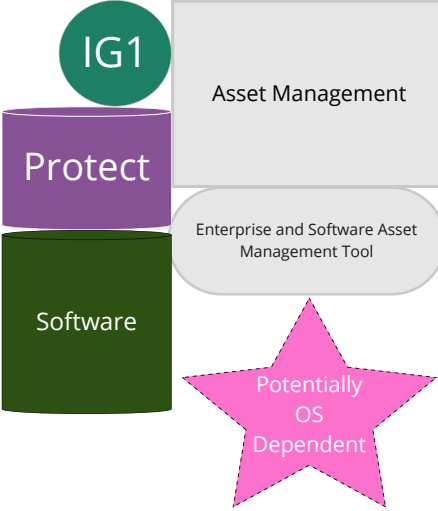 IG1
Asset Management
Protect
Enterprise and Software Asset
Management Tool
Software
Potentially
OS
Dependent